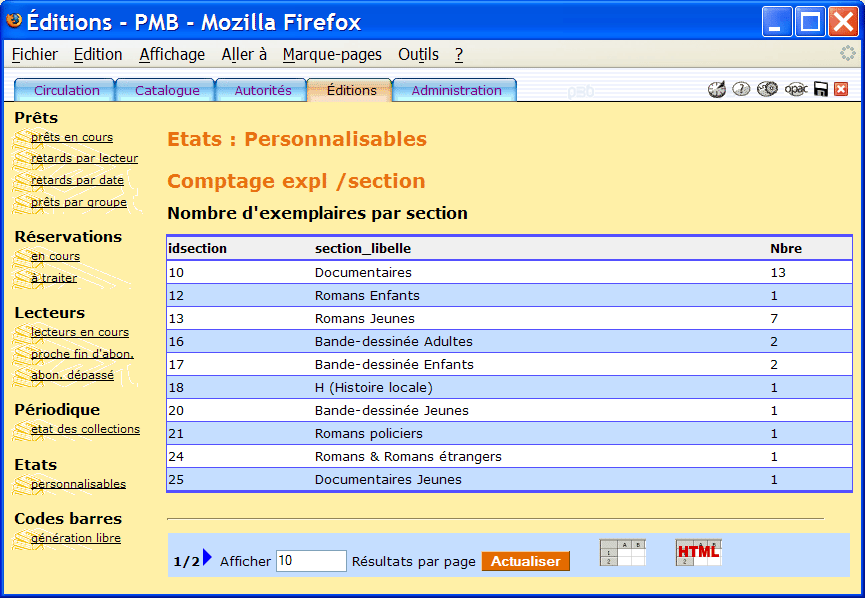 Éditions - PMB - Mozilla Firefox
Fichier Edition Affichage Aller à Marque-pages Outils ?
Circulation Catalogue Autorités Éditions Administration pmb opac
Prêts
prêts en cours
retards par lecteur
retards par date
prêts par groupe
Réservations
en cours
à traiter
Lecteurs
lecteurs en cours
proche fin d'abon.
abon. dépassé
Périodique
etat des collections
Etats
personnalisables
Codes barres
génération libre
Etats : Personnalisables
Comptage expl /section
Nombre d'exemplaires par section
idsection section_libelle Nbre
10 Documentaires 13
12 Romans Enfants 1
13 Romans Jeunes 7
16 Bande-dessinée Adultes 2
17 Bande-dessinée Enfants 2
18 H (Histoire locale) 1
20 Bande-dessinée Jeunes 1
21 Romans policiers 1
24 Romans & Romans étrangers 1
25 Documentaires Jeunes 1
1/2 Afficher 10 Résultats par page Actualiser
A B
1
2
HTML
2